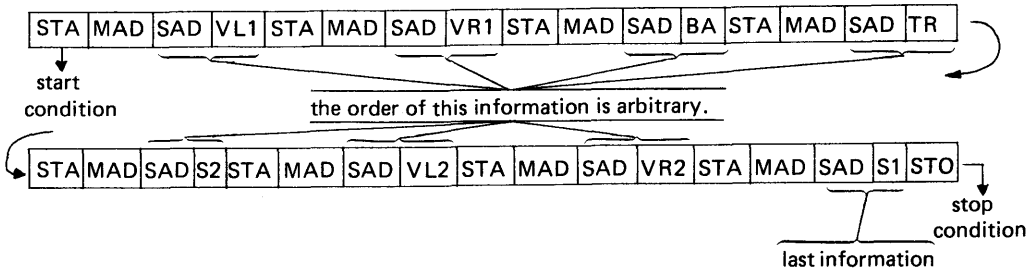 STA MAD SAD VL1 STA MAD SAD VR1 STA MAD SAD BA STA MAD SAD TR
start
condition
the order of this information is arbitrary.
STA MAD SAD S2 STA MAD SAD VL2 STA MAD SAD VR2 STA MAD SAD S1 STO
stop
condition
last information